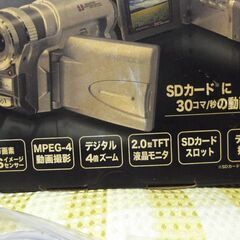 SDカード に
30コマ/秒の動画
画素
イメージ
センサー
MPEG-4
動画撮影
デジタル
4倍ズーム
2.0型TFT
液晶モニタ
SDカード
スロット